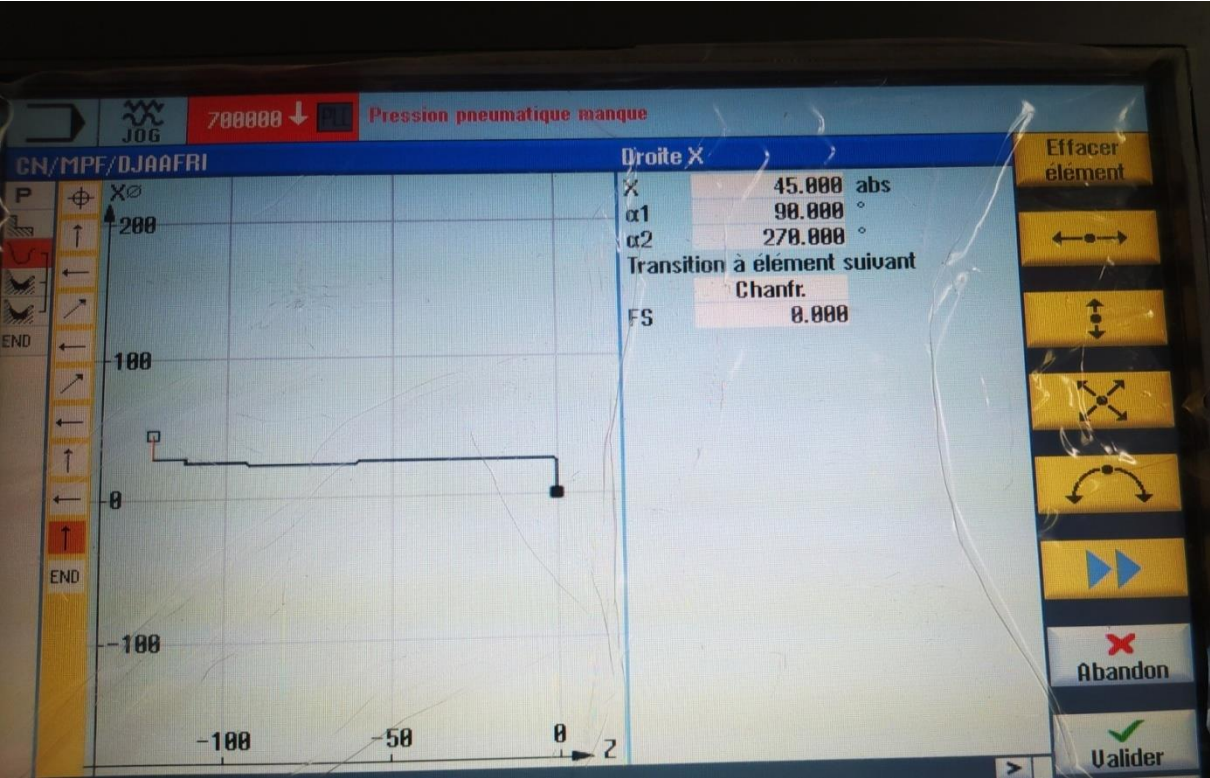 JOG
700000
Pression pneumatique manque
CN/MPF/DJAAFRI
Droite X
Effacer
élément
P
X⌀
X 45.000 abs
α1 90.000 °
α2 270.000 °
Transition à élément suivant
Chanfr.
FS 0.000
200
END
100
0
END
-100
-100
-50
0
Z
Abandon
Valider
>